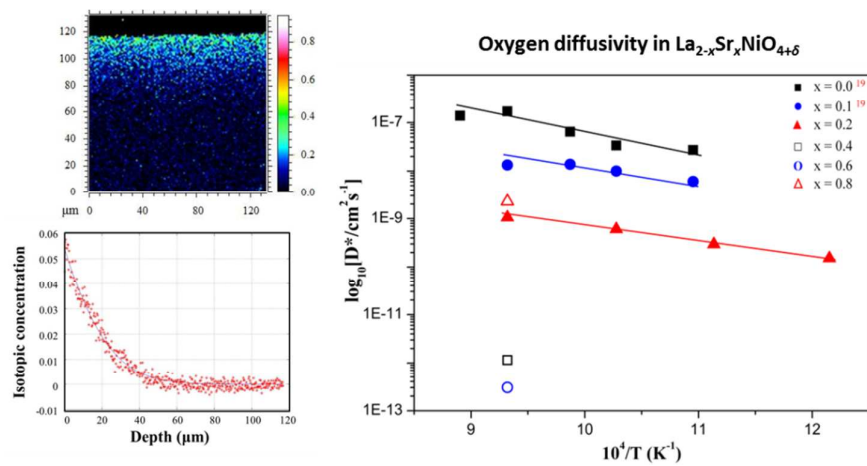 μm
120
100
80
60
40
20
0
0.8
0.6
0.4
0.2
0.0
μm 0 40 80 120
Isotopic concentration
0.06
0.05
0.04
0.03
0.02
0.01
0
-0.01
0 20 40 60 80 100 120
Depth (μm)
Oxygen diffusivity in La2-xSrxNiO4+δ
log10[D*/cm2s-1]
1E-7
1E-9
1E-11
1E-13
x = 0.0 19
x = 0.1 19
x = 0.2
x = 0.4
x = 0.6
x = 0.8
9 10 11 12
10^4/T (K-1)